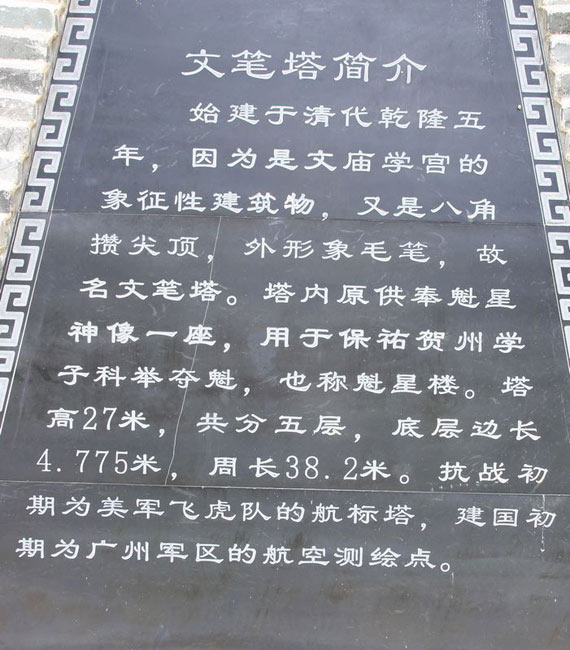 文笔塔简介
始建于清代乾隆五
年，因为是文庙学宫的
象征性建筑物，又是八角
攒尖顶，外形象毛笔，故
名文笔塔。塔内原供奉魁星
神像一座，用于保祐贺州学
子科举夺魁，也称魁星楼。塔
高27米，共分五层，底层边长
4.775米，周长38.2米。抗战初
期为美军飞虎队的航标塔，建国初
期为广州军区的航空测绘点。